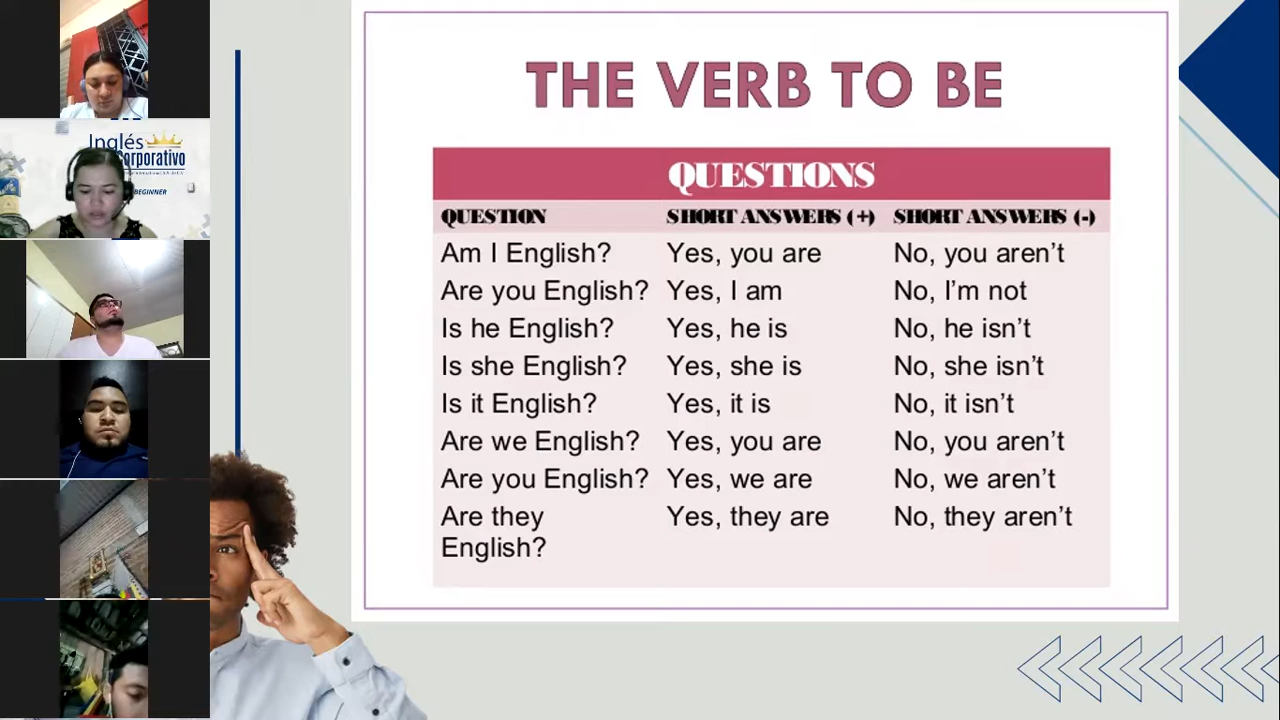 Inglés
Corporativo
BEGINNER
THE VERB TO BE
QUESTIONS
QUESTION SHORT ANSWERS (+) SHORT ANSWERS (-)
Am I English? Yes, you are No, you aren’t
Are you English? Yes, I am No, I’m not
Is he English? Yes, he is No, he isn’t
Is she English? Yes, she is No, she isn’t
Is it English? Yes, it is No, it isn’t
Are we English? Yes, you are No, you aren’t
Are you English? Yes, we are No, we aren’t
Are they Yes, they are No, they aren’t
English?